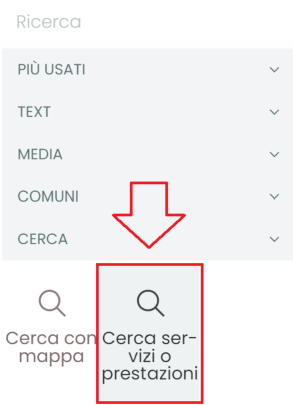 Ricerca
PIÙ USATI
TEXT
MEDIA
COMUNI
CERCA
Cerca con
mappa
Cerca ser-
vizi o
prestazioni